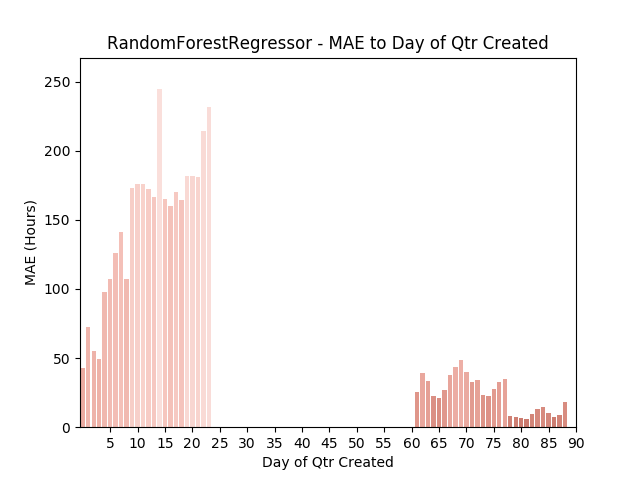 RandomForestRegressor - MAE to Day of Qtr Created
250
200
150
100
50
0
MAE (Hours)
5 10 15 20 25 30 35 40 45 50 55 60 65 70 75 80 85 90
Day of Qtr Created